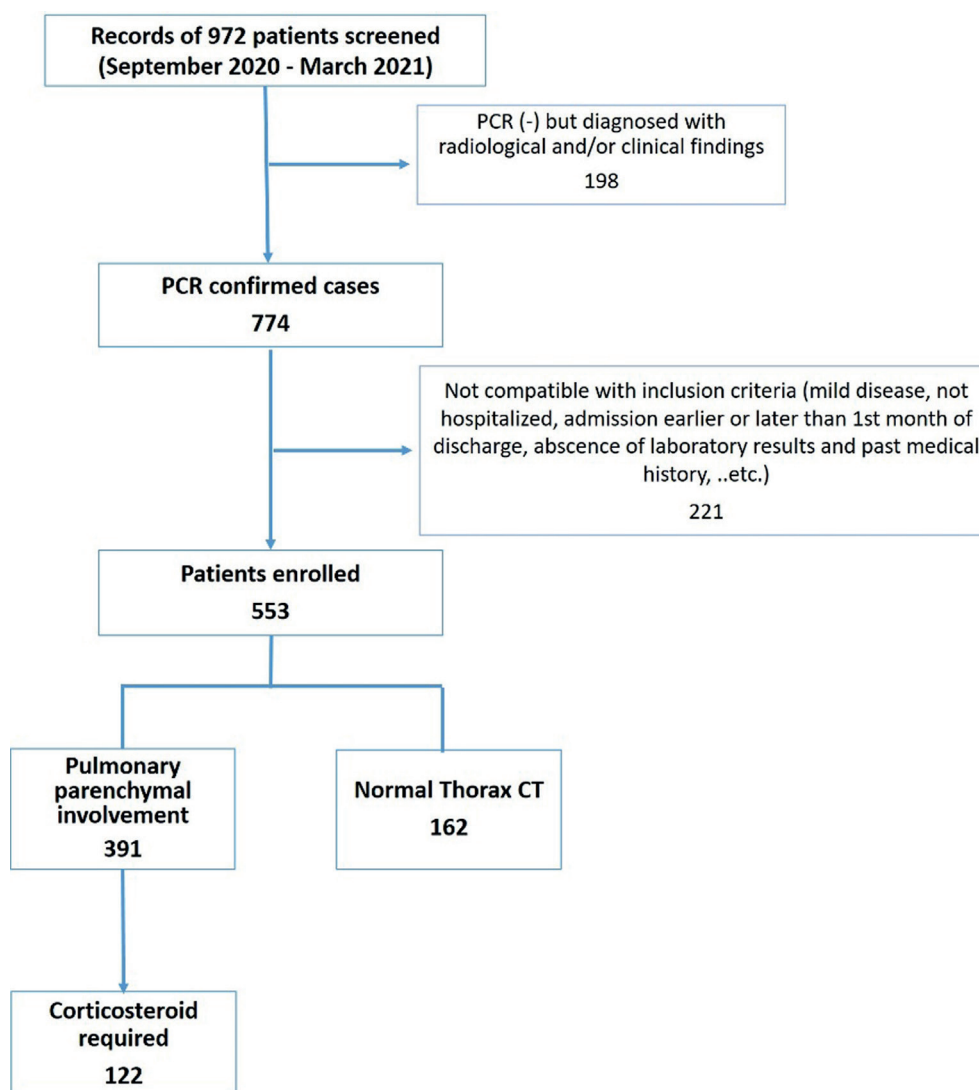 Records of 972 patients screened
(September 2020 - March 2021)
PCR (-) but diagnosed with
radiological and/or clinical findings
198
PCR confirmed cases
774
Not compatible with inclusion criteria (mild disease, not
hospitalized, admission earlier or later than 1st month of
discharge, abscence of laboratory results and past medical
history, ..etc.)
221
Patients enrolled
553
Pulmonary
parenchymal
involvement
391
Normal Thorax CT
162
Corticosteroid
required
122